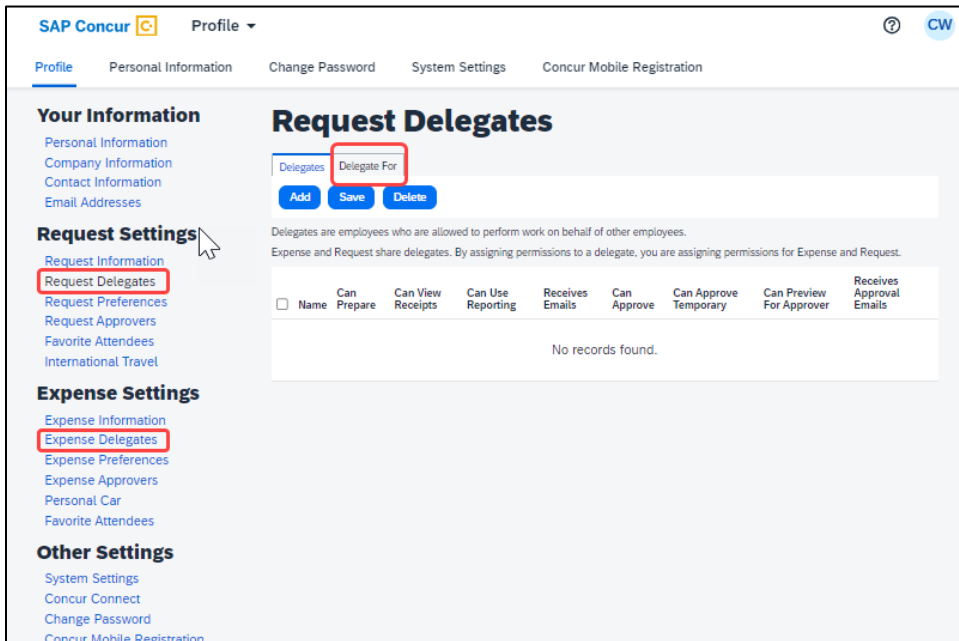 SAP Concur C Profile
CW
Profile Personal Information Change Password System Settings Concur Mobile Registration
Your Information
Personal Information
Company Information
Contact Information
Email Addresses
Request Settings
Request Information
Request Delegates
Request Preferences
Request Approvers
Favorite Attendees
International Travel
Expense Settings
Expense Information
Expense Delegates
Expense Preferences
Expense Approvers
Personal Car
Favorite Attendees
Other Settings
System Settings
Concur Connect
Change Password
Concur Mobile Registration
Request Delegates
Delegates Delegate For
Add Save Delete
Delegates are employees who are allowed to perform work on behalf of other employees.
Expense and Request share delegates. By assigning permissions to a delegate, you are assigning permissions for Expense and Request.
Name Can Prepare Can View Receipts Can Use Reporting Receives Emails Can Approve Can Approve Temporary Can Preview For Approver Receives Approval Emails
No records found.